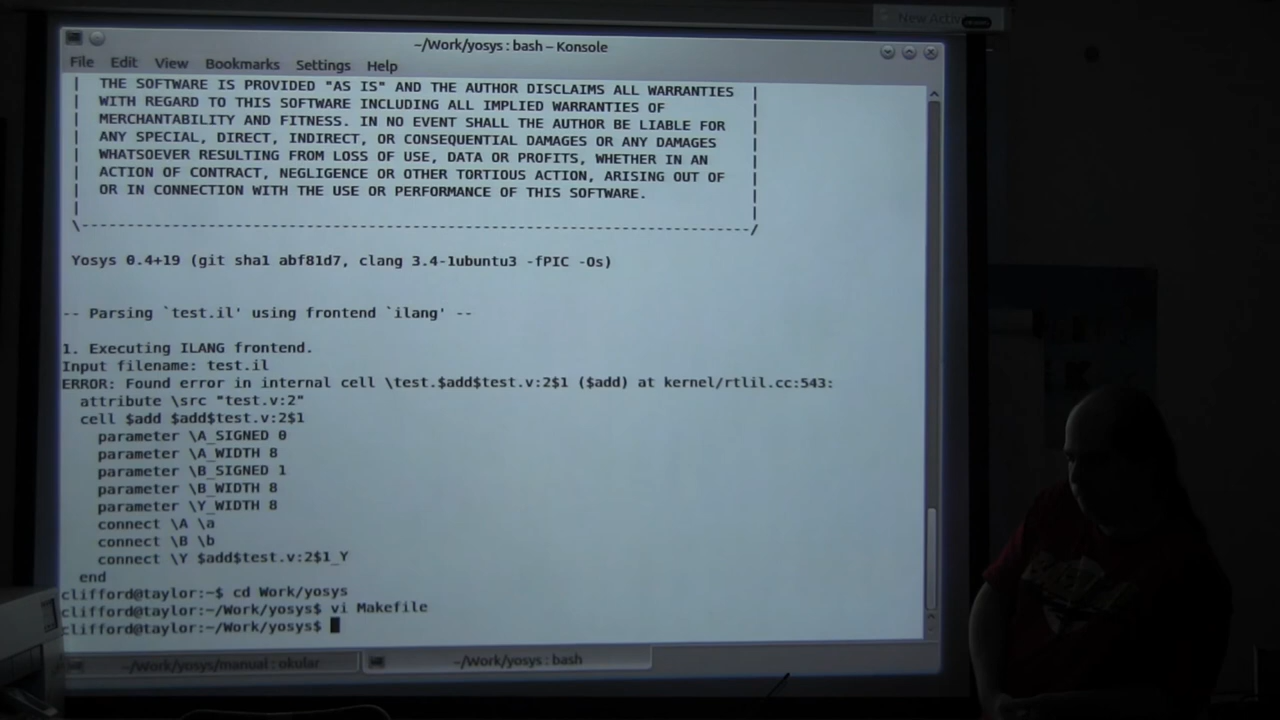 New Activ
~/Work/yosys : bash – Konsole
File Edit View Bookmarks Settings Help
| THE SOFTWARE IS PROVIDED "AS IS" AND THE AUTHOR DISCLAIMS ALL WARRANTIES |
| WITH REGARD TO THIS SOFTWARE INCLUDING ALL IMPLIED WARRANTIES OF |
| MERCHANTABILITY AND FITNESS. IN NO EVENT SHALL THE AUTHOR BE LIABLE FOR |
| ANY SPECIAL, DIRECT, INDIRECT, OR CONSEQUENTIAL DAMAGES OR ANY DAMAGES |
| WHATSOEVER RESULTING FROM LOSS OF USE, DATA OR PROFITS, WHETHER IN AN |
| ACTION OF CONTRACT, NEGLIGENCE OR OTHER TORTIOUS ACTION, ARISING OUT OF |
| OR IN CONNECTION WITH THE USE OR PERFORMANCE OF THIS SOFTWARE. |
| |
\----------------------------------------------------------------------------/
Yosys 0.4+19 (git sha1 abf81d7, clang 3.4-1ubuntu3 -fPIC -Os)
-- Parsing `test.il' using frontend `ilang' --
1. Executing ILANG frontend.
Input filename: test.il
ERROR: Found error in internal cell \test.$add$test.v:2$1 ($add) at kernel/rtlil.cc:543:
attribute \src "test.v:2"
cell $add $add$test.v:2$1
parameter \A_SIGNED 0
parameter \A_WIDTH 8
parameter \B_SIGNED 1
parameter \B_WIDTH 8
parameter \Y_WIDTH 8
connect \A \a
connect \B \b
connect \Y $add$test.v:2$1_Y
end
clifford@taylor:~$ cd Work/yosys
clifford@taylor:~/Work/yosys$ vi Makefile
clifford@taylor:~/Work/yosys$
~/Work/yosys/manual : okular
~/Work/yosys : bash